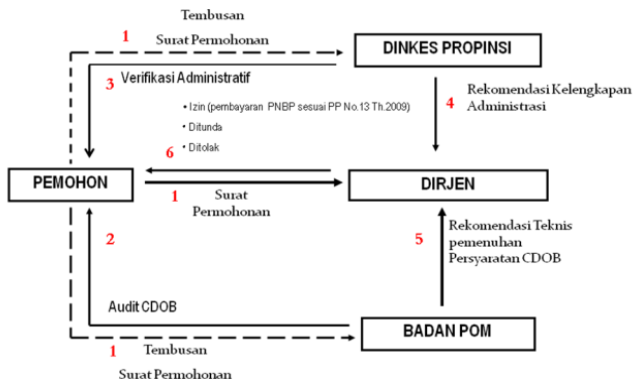 Tembusan
1
Surat Permohonan
DINKES PROPINSI
3
Verifikasi Administratif
Rekomendasi Kelengkapan
4
Administrasi
• Izin (pembayaran PNBP sesuai PP No.13 Th.2009)
• Ditunda
6
• Ditolak
PEMOHON
DIRJEN
1
Surat
Permohonan
2
5
Rekomendasi Teknis
pemenuhan
Persyaratan CDOB
Audit CDOB
BADAN POM
1
Tembusan
Surat Permohonan